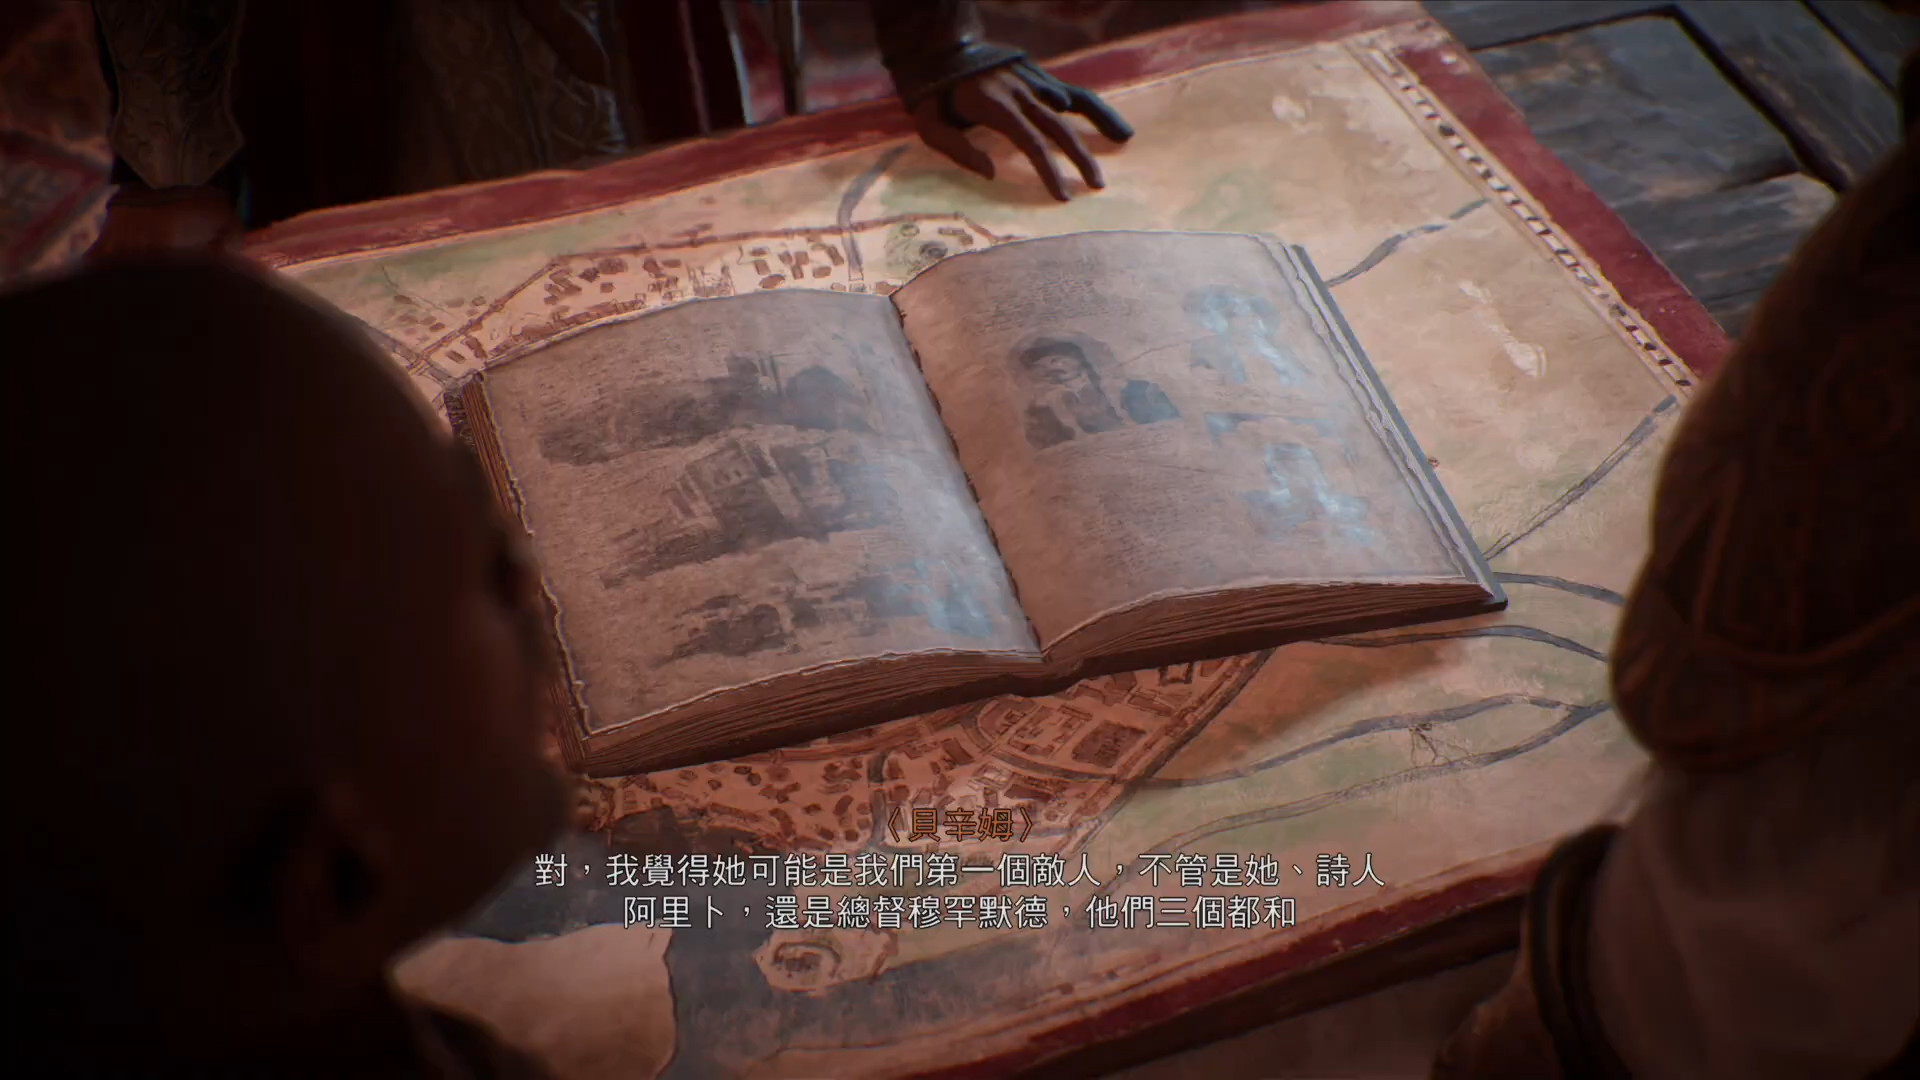 〈貝辛姆〉
對，我覺得她可能是我們第一個敵人，不管是她、詩人
阿里卜，還是總督穆罕默德，他們三個都和